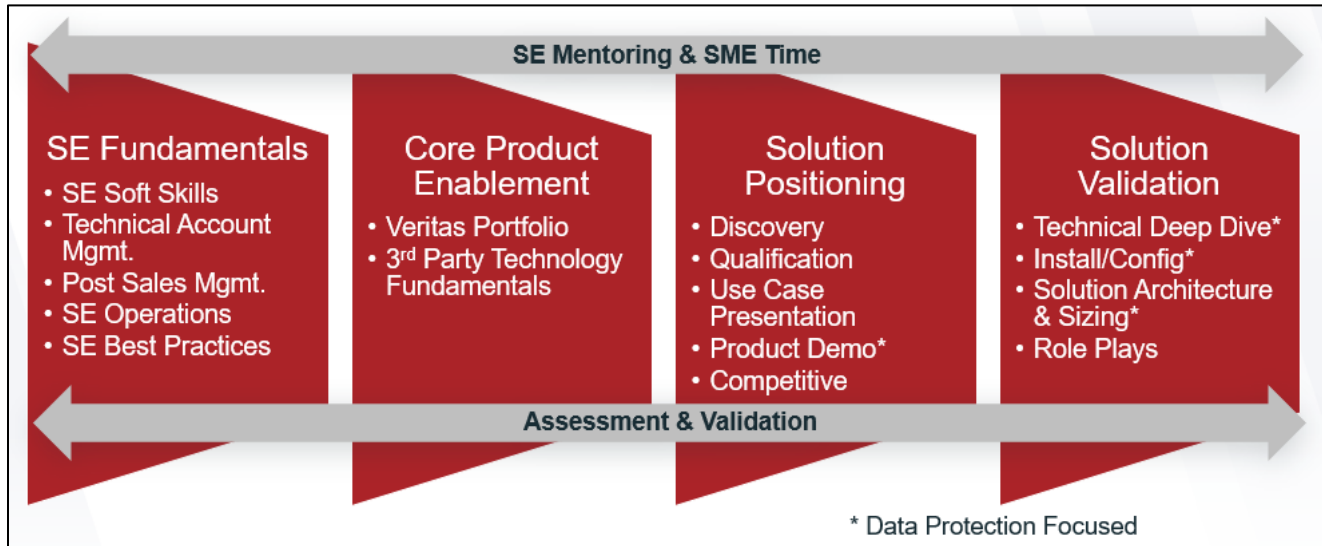 SE Mentoring & SME Time
SE Fundamentals
• SE Soft Skills
• Technical Account
Mgmt.
• Post Sales Mgmt.
• SE Operations
• SE Best Practices
Core Product
Enablement
• Veritas Portfolio
• 3rd Party Technology
Fundamentals
Solution
Positioning
• Discovery
• Qualification
• Use Case
Presentation
• Product Demo*
• Competitive
Solution
Validation
• Technical Deep Dive*
• Install/Config*
• Solution Architecture
& Sizing*
• Role Plays
Assessment & Validation
* Data Protection Focused